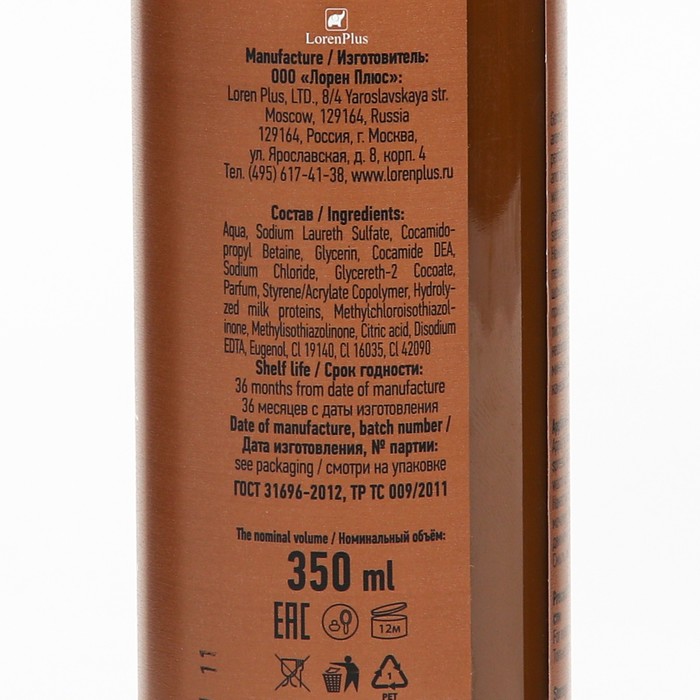 LorenPlus
Manufacture / Изготовитель:
ООО «Лорен Плюс»:
Loren Plus, LTD., 8/4 Yaroslavskaya str.
Moscow, 129164, Russia
129164, Россия, г. Москва,
ул. Ярославская, д. 8, корп. 4
Тел. (495) 617-41-38, www.lorenplus.ru
Состав / Ingredients:
Aqua, Sodium Laureth Sulfate, Cocamido-
propyl Betaine, Glycerin, Cocamide DEA,
Sodium Chloride, Glycereth-2 Cocoate,
Parfum, Styrene/Acrylate Copolymer, Hydroly-
zed milk proteins, Methylchloroisothiazol-
inone, Methylisothiazolinone, Citric acid, Disodium
EDTA, Eugenol, Cl 19140, Cl 16035, Cl 42090
Shelf life / Срок годности:
36 months from date of manufacture
36 месяцев с даты изготовления
Date of manufacture, batch number /
Дата изготовления, № партии:
see packaging / смотри на упаковке
ГОСТ 31696-2012, ТР ТС 009/2011
The nominal volume / Номинальный объём:
350 ml
EAC
12м
1
PET
11